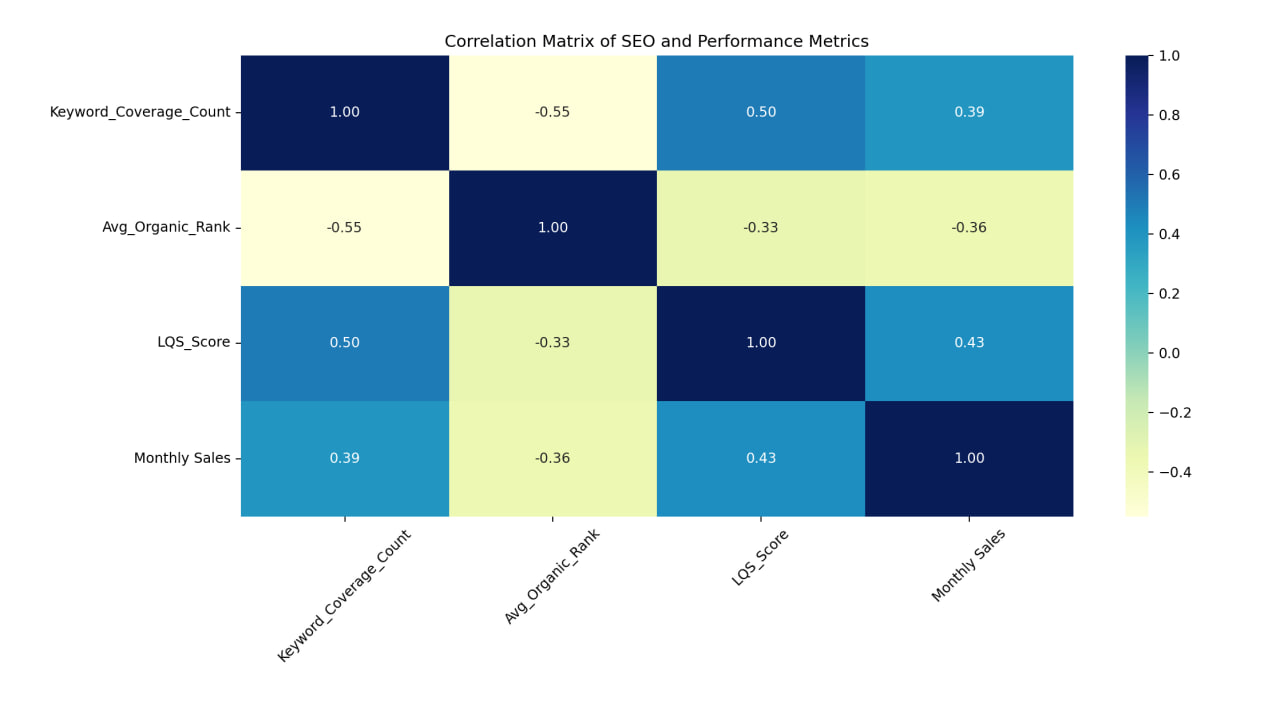 Correlation Matrix of SEO and Performance Metrics
Keyword_Coverage_Count
1.00
-0.55
0.50
0.39
Avg_Organic_Rank
-0.55
1.00
-0.33
-0.36
LQS_Score
0.50
-0.33
1.00
0.43
Monthly Sales
0.39
-0.36
0.43
1.00
Keyword_Coverage_Count
Avg_Organic_Rank
LQS_Score
Monthly Sales
1.0
0.8
0.6
0.4
0.2
0.0
−0.2
−0.4